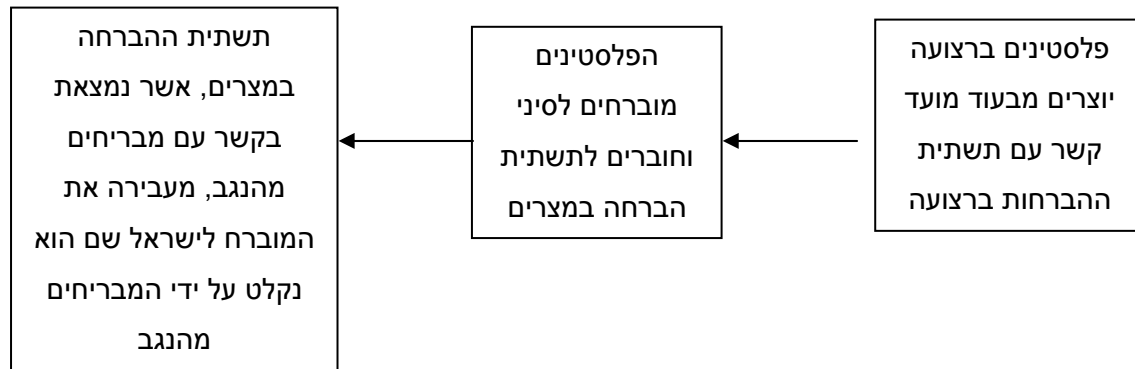 פלסטינים ברצועה
יוצרים מבעוד מועד
קשר עם תשתית
ההברחות ברצועה
הפלסטינים
מוברחים לסיני
וחוברים לתשתית
הברחה במצרים
תשתית ההברחה
במצרים, אשר נמצאת
בקשר עם מבריחים
מהנגב, מעבירה את
המוברח לישראל שם הוא
נקלט על ידי המבריחים
מהנגב